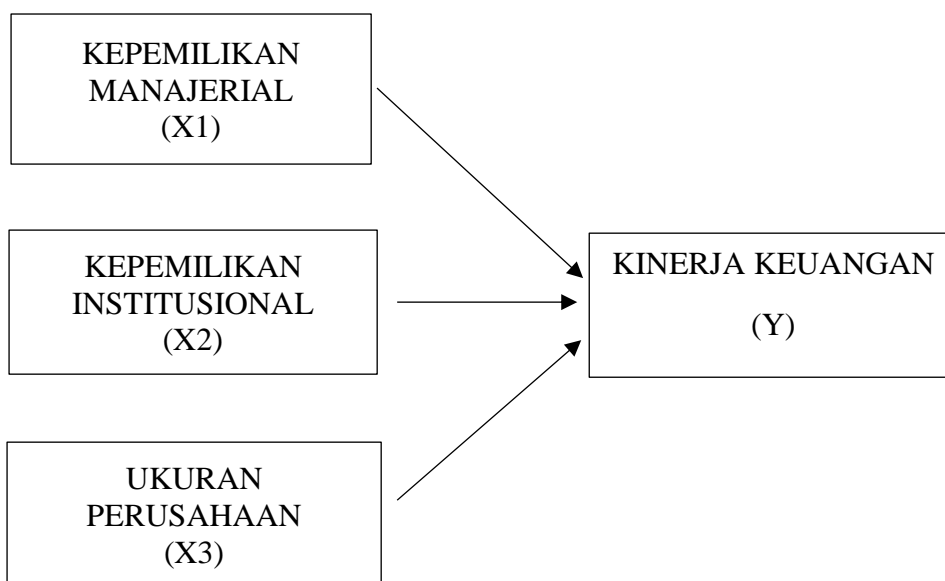 KEPEMILIKAN
MANAJERIAL
(X1)
KEPEMILIKAN
INSTITUSIONAL
(X2)
UKURAN
PERUSAHAAN
(X3)
KINERJA KEUANGAN
(Y)